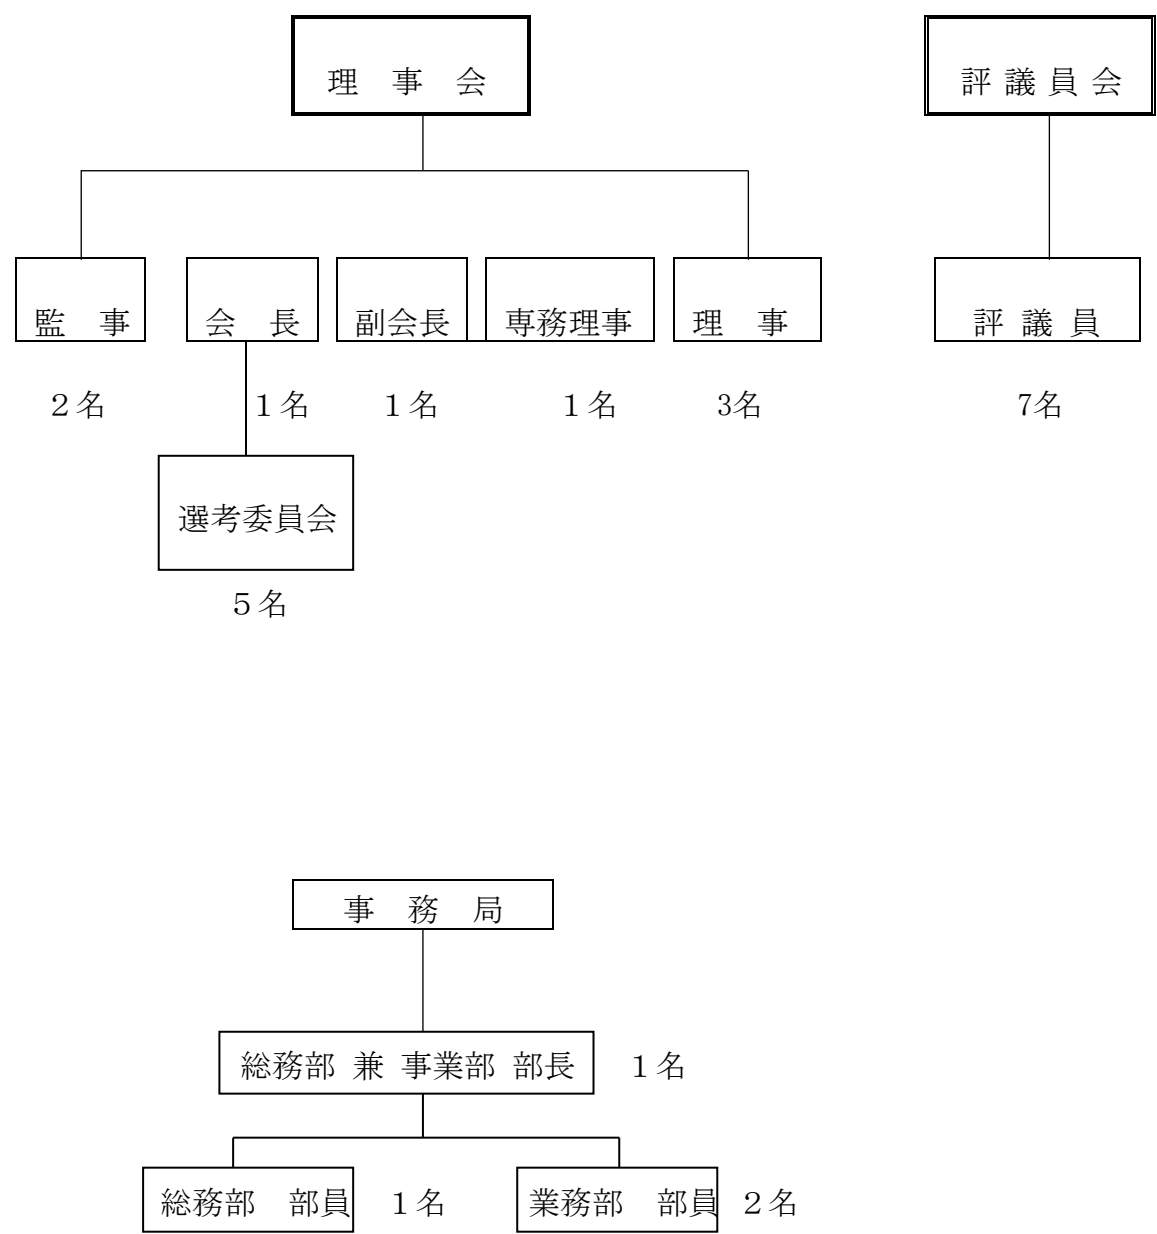 理　事　会　評 議 員 会
監　事　会　長　副会長　専務理事　理　事　評 議 員
２名　１名　１名　１名　3名　7名
選考委員会
５名
事　務　局
総務部 兼 事業部 部長　１名
総務部　部員　１名　業務部　部員　２名